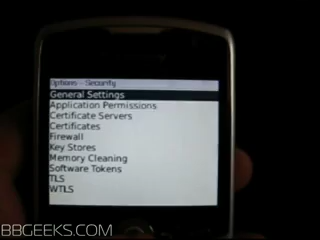 Options - Security
General Settings
Application Permissions
Certificate Servers
Certificates
Firewall
Key Stores
Memory Cleaning
Software Tokens
TLS
WTLS
BBGEEKS.COM